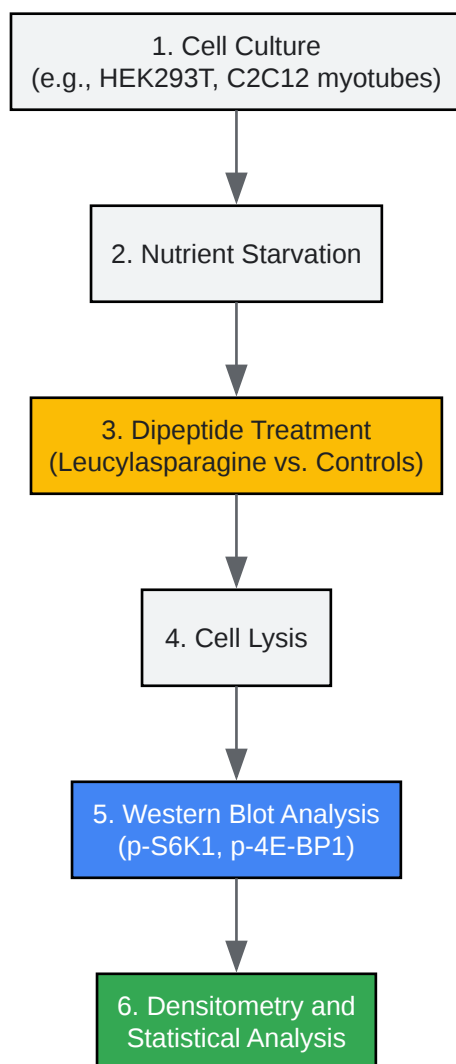 1. Cell Culture
(e.g., HEK293T, C2C12 myotubes)
2. Nutrient Starvation
3. Dipeptide Treatment
(Leucylasparagine vs. Controls)
4. Cell Lysis
5. Western Blot Analysis
(p-S6K1, p-4E-BP1)
6. Densitometry and
Statistical Analysis